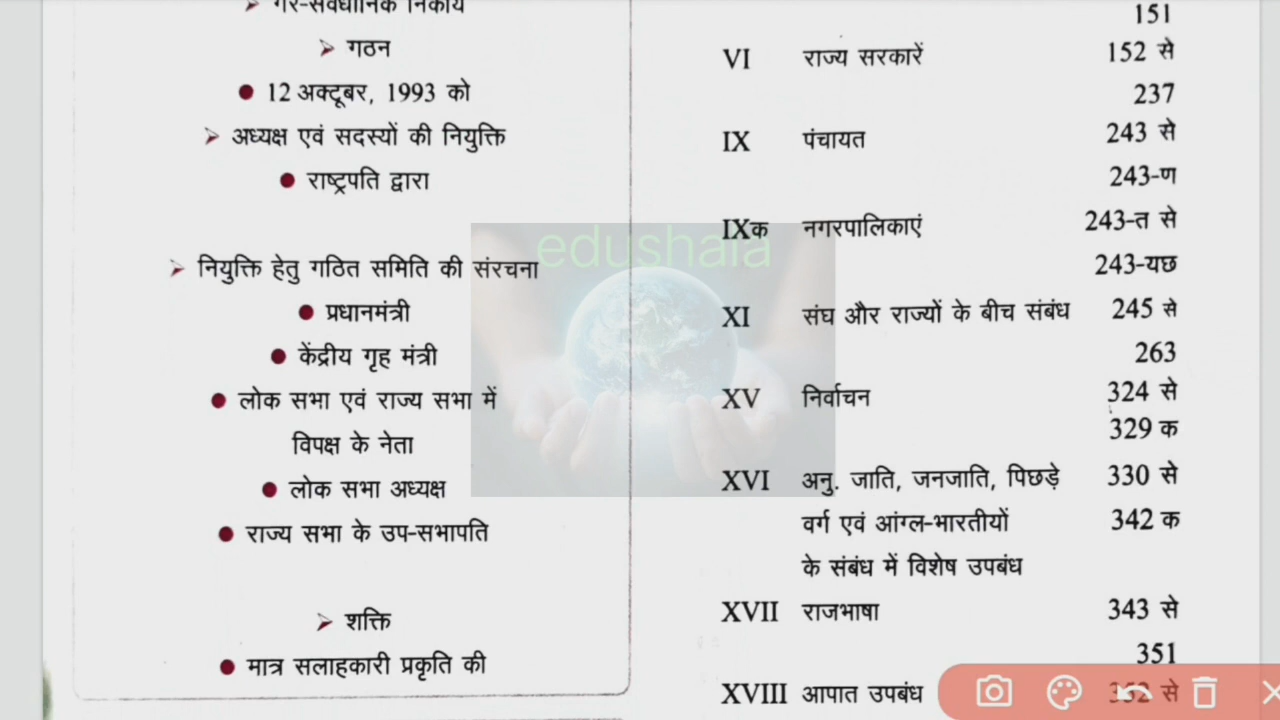 गैर-संवैधानिक निकाय
गठन
12 अक्टूबर, 1993 को
अध्यक्ष एवं सदस्यों की नियुक्ति
राष्ट्रपति द्वारा
नियुक्ति हेतु गठित समिति की संरचना
प्रधानमंत्री
केंद्रीय गृह मंत्री
लोक सभा एवं राज्य सभा में
विपक्ष के नेता
लोक सभा अध्यक्ष
राज्य सभा के उप-सभापति
शक्ति
मात्र सलाहकारी प्रकृति की
151
VI राज्य सरकारें 152 से
237
IX पंचायत 243 से
243-ण
IXक नगरपालिकाएं 243-त से
243-यछ
XI संघ और राज्यों के बीच संबंध 245 से
263
XV निर्वाचन 324 से
329 क
XVI अनु. जाति, जनजाति, पिछड़े 330 से
वर्ग एवं आंग्ल-भारतीयों 342 क
के संबंध में विशेष उपबंध
XVII राजभाषा 343 से
351
XVIII आपात उपबंध 352 से
edushala